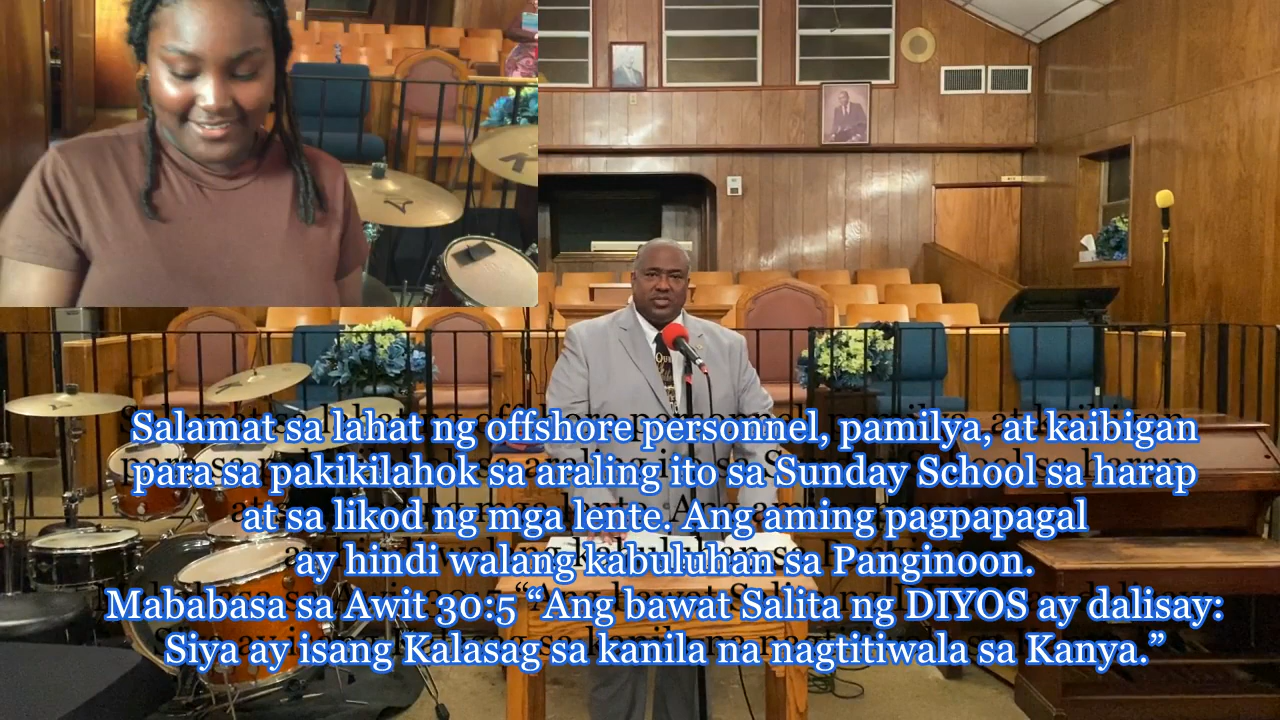 Salamat sa lahat ng offshore personnel, pamilya, at kaibigan
para sa pakikilahok sa araling ito sa Sunday School sa harap
at sa likod ng mga lente. Ang aming pagpapagal
ay hindi walang kabuluhan sa Panginoon.
Mababasa sa Awit 30:5 “Ang bawat Salita ng DIYOS ay dalisay:
Siya ay isang Kalasag sa kanila na nagtitiwala sa Kanya.”